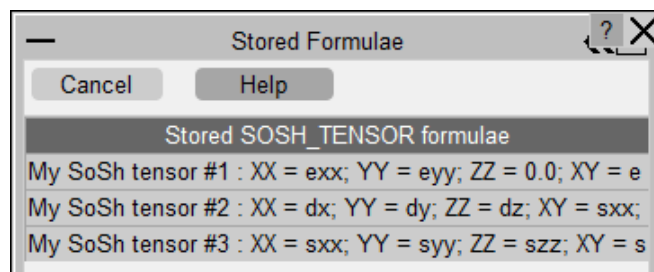 Stored Formulae
?
Cancel Help
Stored SOSH_TENSOR formulae
My SoSh tensor #1 : XX = exx; YY = eyy; ZZ = 0.0; XY = e
My SoSh tensor #2 : XX = dx; YY = dy; ZZ = dz; XY = sxx;
My SoSh tensor #3 : XX = sxx; YY = syy; ZZ = szz; XY = s